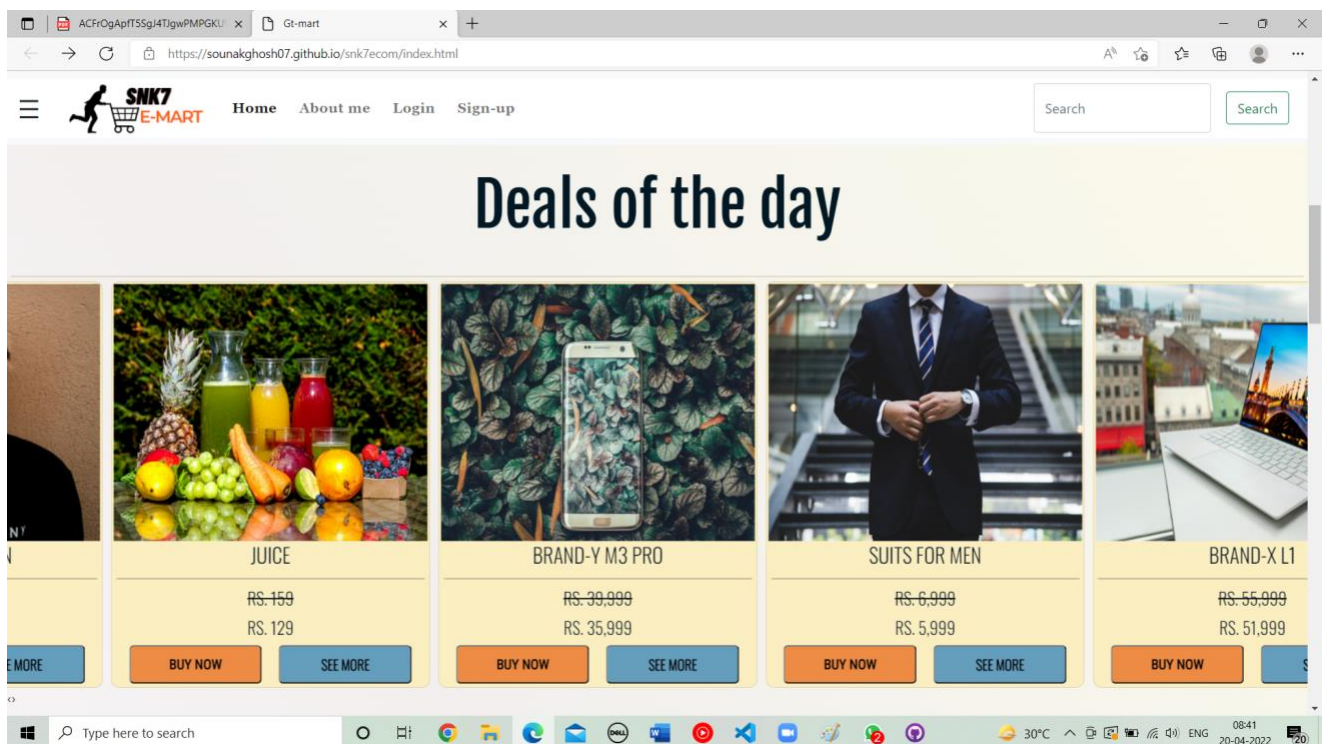 ACFrOgApfT5SgJ4TJgwPMPGKU
Gt-mart
https://sounakghosh07.github.io/snk7ecom/index.html
SNK7
E-MART
Home About me Login Sign-up
Search
Search
Deals of the day
NY
N
JUICE
BRAND-Y M3 PRO
SUITS FOR MEN
BRAND-X L1
RS. 159
RS. 39,999
RS. 6,999
RS. 55,999
RS. 129
RS. 35,999
RS. 5,999
RS. 51,999
E MORE
BUY NOW
SEE MORE
BUY NOW
SEE MORE
BUY NOW
SEE MORE
BUY NOW
S
Type here to search
DELL
30°C
ENG
08:41
20-04-2022
20